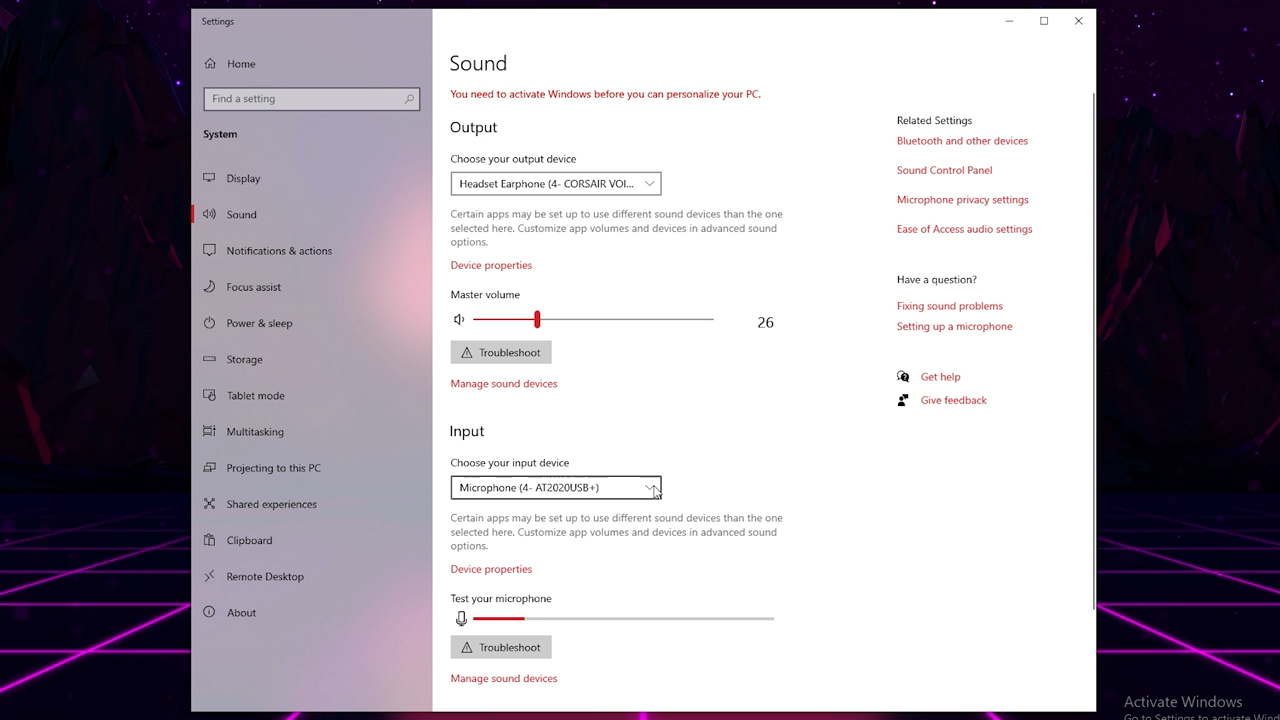 Settings
Home
Find a setting
System
Display
Sound
Notifications & actions
Focus assist
Power & sleep
Storage
Tablet mode
Multitasking
Projecting to this PC
Shared experiences
Clipboard
Remote Desktop
About
Sound
You need to activate Windows before you can personalize your PC.
Output
Choose your output device
Headset Earphone (4- CORSAIR VOI...
Certain apps may be set up to use different sound devices than the one
selected here. Customize app volumes and devices in advanced sound
options.
Device properties
Master volume
26
Troubleshoot
Manage sound devices
Input
Choose your input device
Microphone (4- AT2020USB+)
Certain apps may be set up to use different sound devices than the one
selected here. Customize app volumes and devices in advanced sound
options.
Device properties
Test your microphone
Troubleshoot
Manage sound devices
Related Settings
Bluetooth and other devices
Sound Control Panel
Microphone privacy settings
Ease of Access audio settings
Have a question?
Fixing sound problems
Setting up a microphone
Get help
Give feedback
Activate Windows
Go to Settings to activate